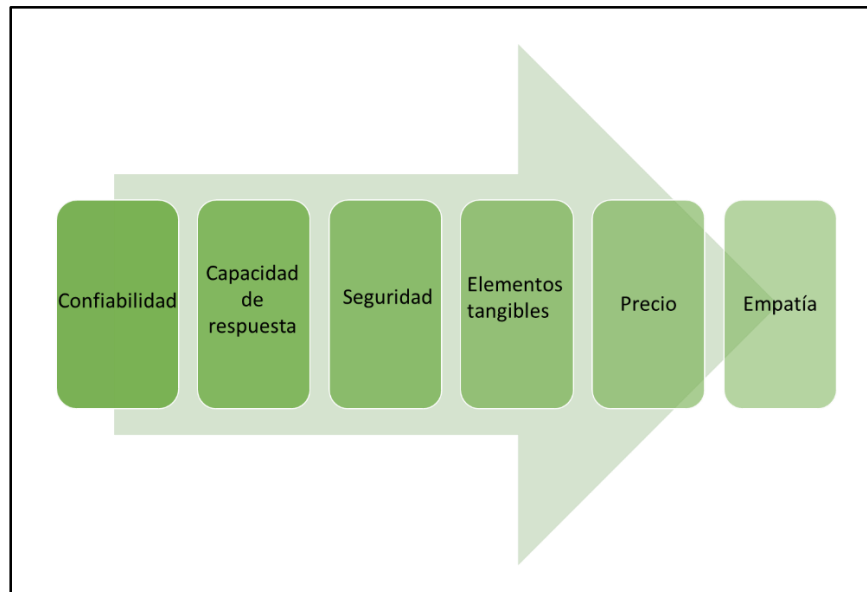 Confiabilidad
Capacidad
de
respuesta
Seguridad
Elementos
tangibles
Precio
Empatía